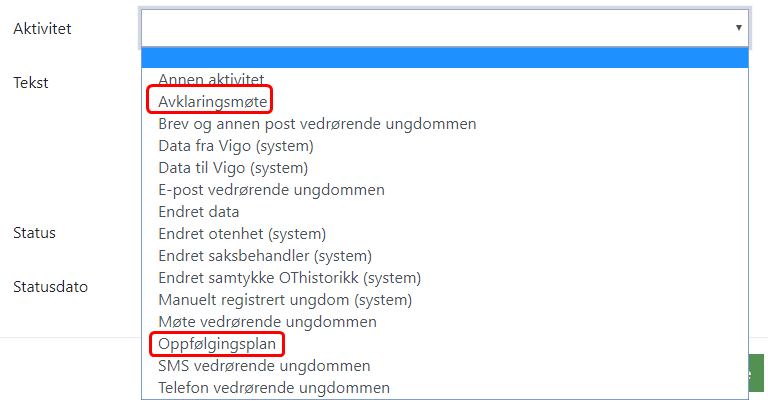 Aktivitet
Annen aktivitet
Tekst
Avklaringsmøte
Brev og annen post vedrørende ungdommen
Data fra Vigo (system)
Data til Vigo (system)
E-post vedrørende ungdommen
Endret data
Status
Endret otenhet (system)
Endret saksbehandler (system)
Endret samtykke OThistorikk (system)
Statusdato
Manuelt registrert ungdom (system)
Møte vedrørende ungdommen
Oppfølgingsplan
SMS vedrørende ungdommen
Telefon vedrørende ungdommen